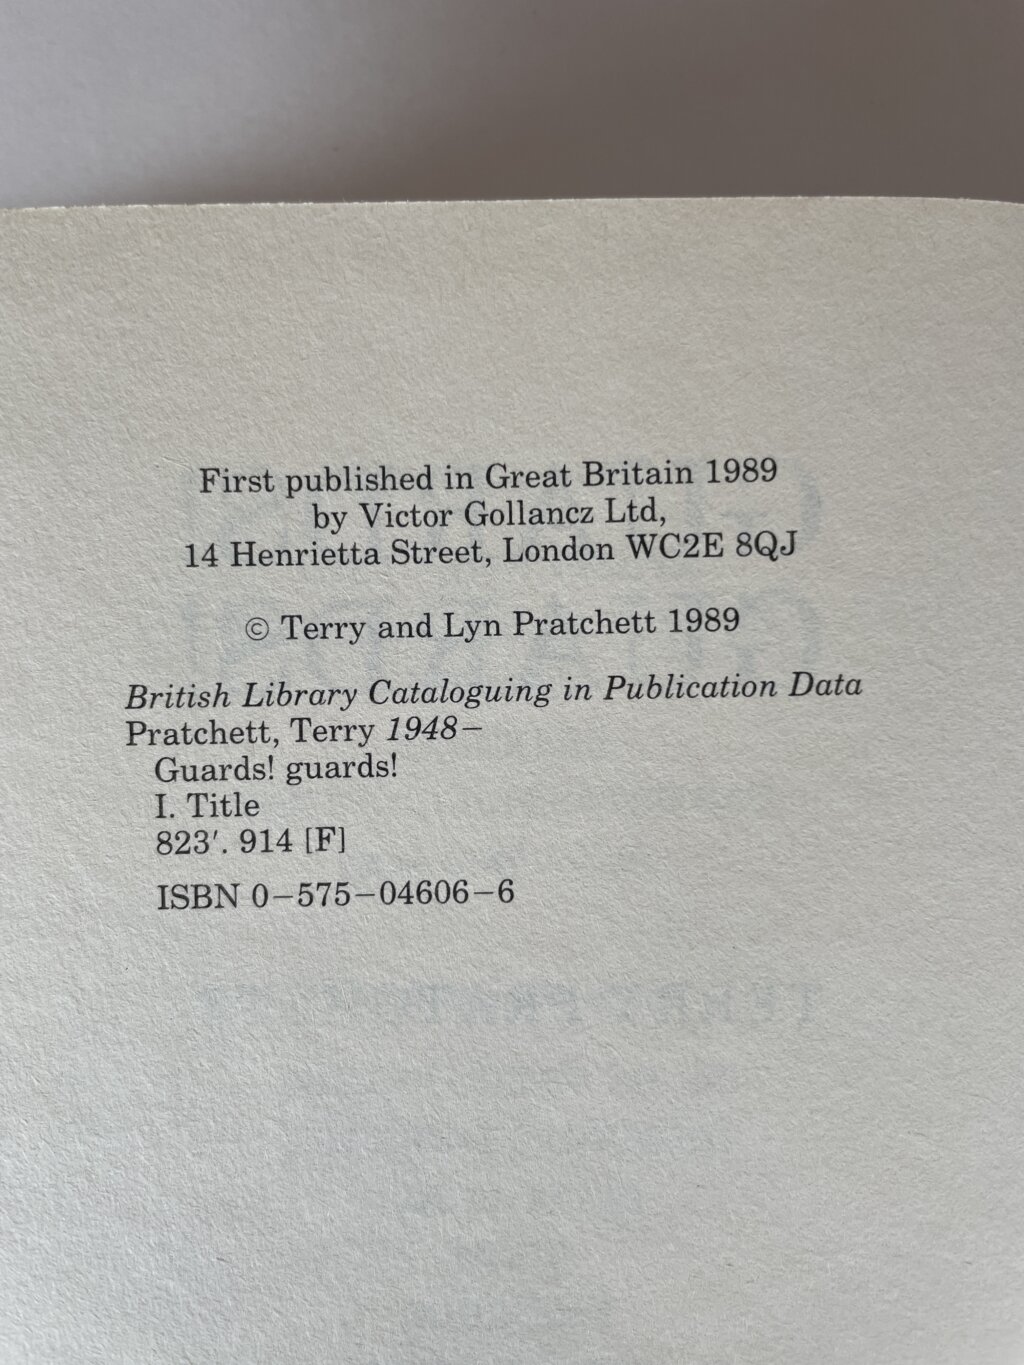 First published in Great Britain 1989
by Victor Gollancz Ltd,
14 Henrietta Street, London WC2E 8QJ
© Terry and Lyn Pratchett 1989
British Library Cataloguing in Publication Data
Pratchett, Terry 1948–
Guards! guards!
I. Title
823′. 914 [F]
ISBN 0–575–04606–6